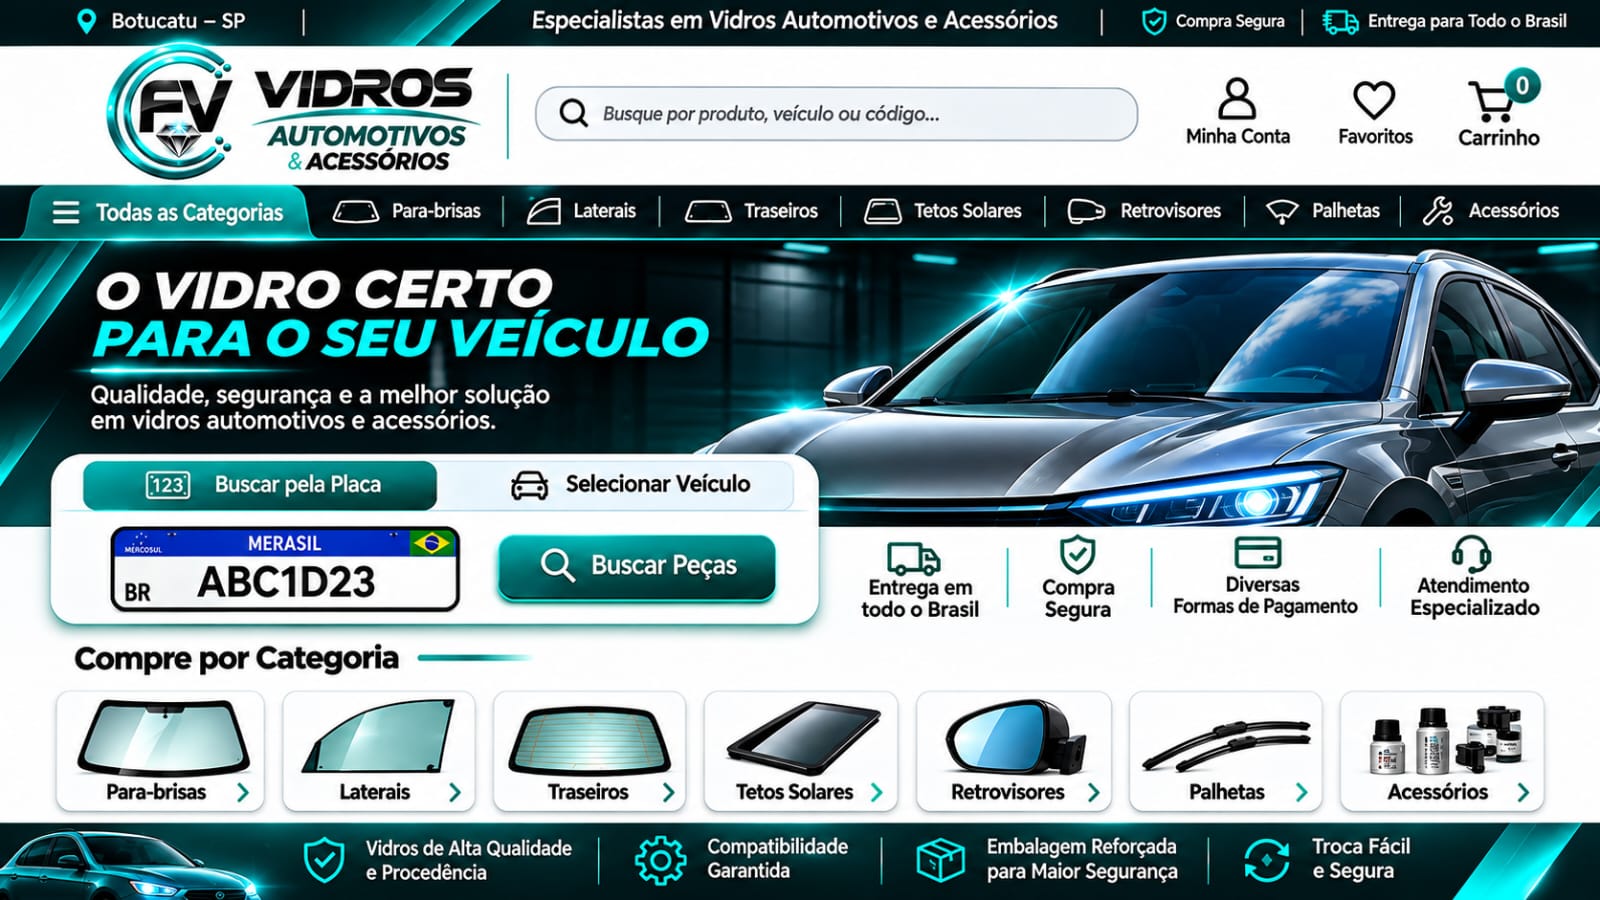 Botucatu – SP
Especialistas em Vidros Automotivos e Acessórios
Compra Segura
Entrega para Todo o Brasil
FV
VIDROS
AUTOMOTIVOS
& ACESSÓRIOS
Busque por produto, veículo ou código...
Minha Conta
Favoritos
0
Carrinho
Todas as Categorias
Para-brisas
Laterais
Traseiros
Tetos Solares
Retrovisores
Palhetas
Acessórios
O VIDRO CERTO
PARA O SEU VEÍCULO
Qualidade, segurança e a melhor solução
em vidros automotivos e acessórios.
123
Buscar pela Placa
Selecionar Veículo
MERCOSUL
MERASIL
BR
ABC1D23
Buscar Peças
Entrega em
todo o Brasil
Compra
Segura
Diversas
Formas de Pagamento
Atendimento
Especializado
Compre por Categoria
Para-brisas
Laterais
Traseiros
Tetos Solares
Retrovisores
Palhetas
Acessórios
Vidros de Alta Qualidade
e Procedência
Compatibilidade
Garantida
Embalagem Reforçada
para Maior Segurança
Troca Fácil
e Segura